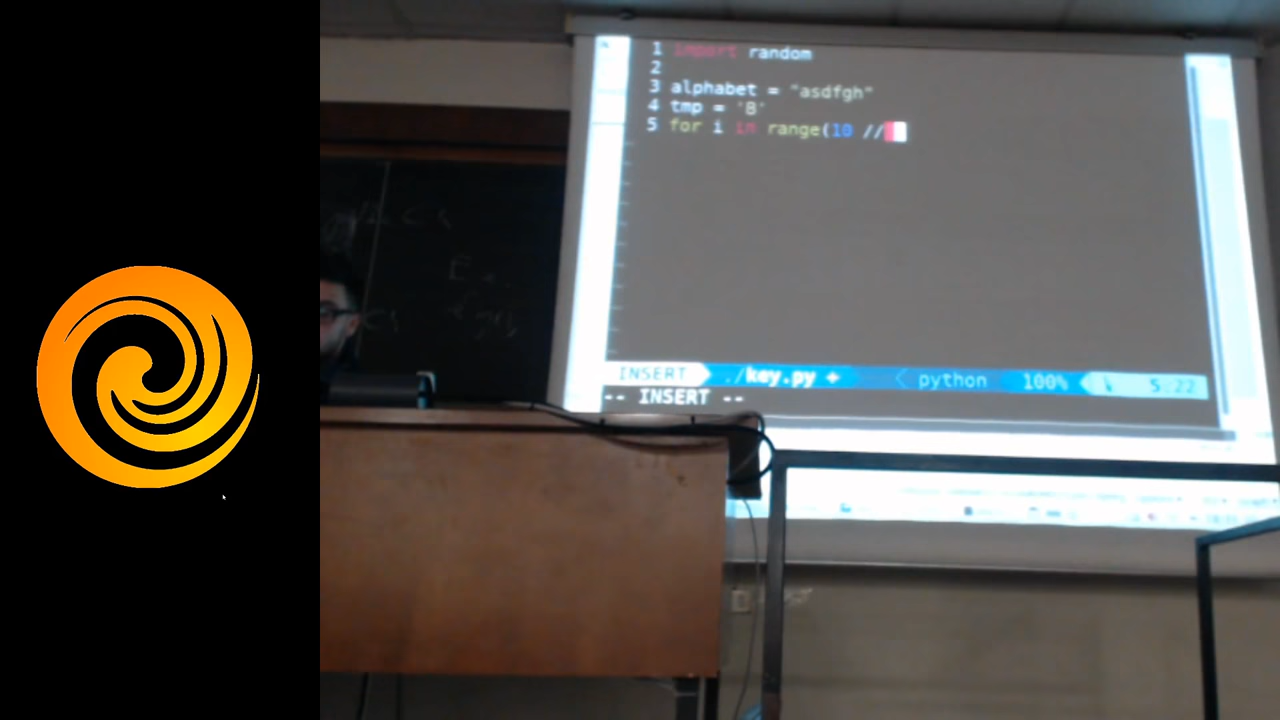 1 import random
2
3 alphabet = "asdfgh"
4 tmp = 'B'
5 for i in range(10 //
INSERT ./key.py + python 100% 5:22
-- INSERT --